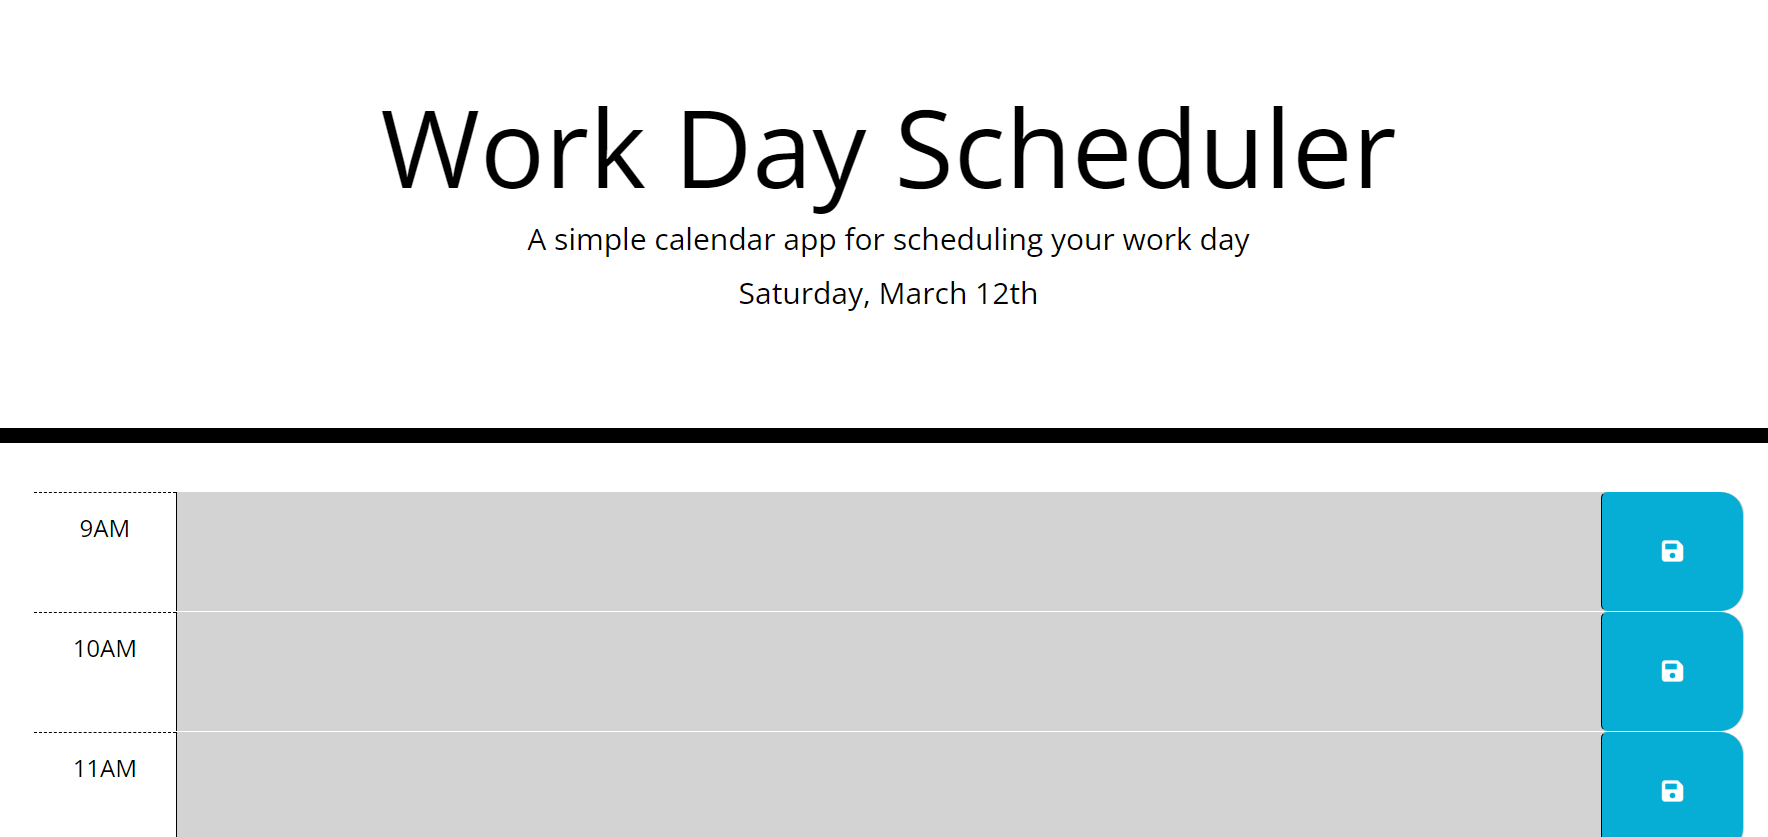 Work Day Scheduler
A simple calendar app for scheduling your work day
Saturday, March 12th
9AM
10AM
11AM